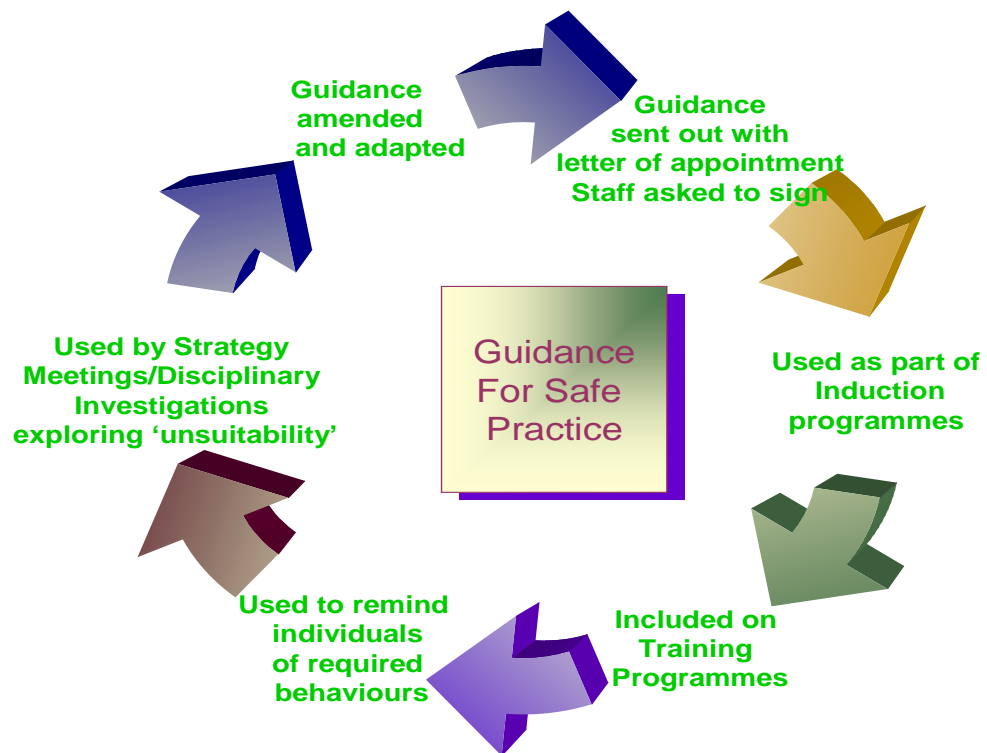 Guidance
amended
and adapted
Guidance
sent out with
letter of appointment
Staff asked to sign
Used as part of
Induction
programmes
Included on
Training
Programmes
Used to remind
individuals
of required
behaviours
Used by Strategy
Meetings/Disciplinary
Investigations
exploring ‘unsuitability’
Guidance
For Safe
Practice